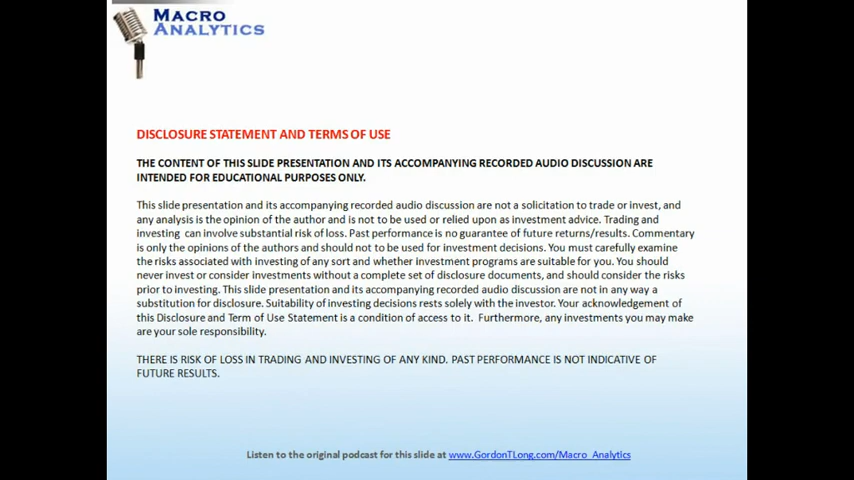 MACRO
ANALYTICS
DISCLOSURE STATEMENT AND TERMS OF USE
THE CONTENT OF THIS SLIDE PRESENTATION AND ITS ACCOMPANYING RECORDED AUDIO DISCUSSION ARE
INTENDED FOR EDUCATIONAL PURPOSES ONLY.
This slide presentation and its accompanying recorded audio discussion are not a solicitation to trade or invest, and
any analysis is the opinion of the author and is not to be used or relied upon as investment advice. Trading and
investing can involve substantial risk of loss. Past performance is no guarantee of future returns/results. Commentary
is only the opinions of the authors and should not to be used for investment decisions. You must carefully examine
the risks associated with investing of any sort and whether investment programs are suitable for you. You should
never invest or consider investments without a complete set of disclosure documents, and should consider the risks
prior to investing. This slide presentation and its accompanying recorded audio discussion are not in any way a
substitution for disclosure. Suitability of investing decisions rests solely with the investor. Your acknowledgement of
this Disclosure and Term of Use Statement is a condition of access to it. Furthermore, any investments you may make
are your sole responsibility.
THERE IS RISK OF LOSS IN TRADING AND INVESTING OF ANY KIND. PAST PERFORMANCE IS NOT INDICATIVE OF
FUTURE RESULTS.
Listen to the original podcast for this slide at www.GordonTLong.com/Macro_Analytics